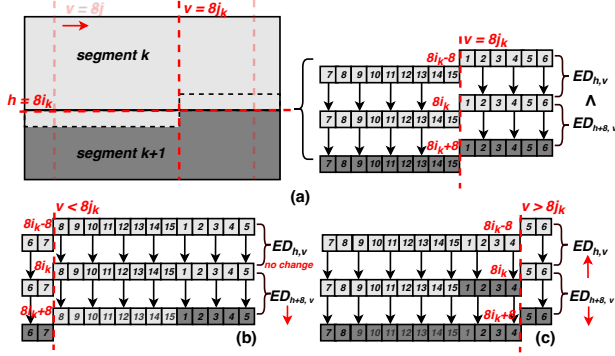 v = 8j
v = 8jₖ
segment k
h = 8iₖ
segment k+1
(a)
v = 8jₖ
8iₖ-8
1 2 3 4 5 6
7 8 9 10 11 12 13 14 15
ED h,v
8iₖ
1 2 3 4 5 6
7 8 9 10 11 12 13 14 15
Λ
ED h+8, v
8iₖ+8
1 2 3 4 5 6
7 8 9 10 11 12 13 14 15
v < 8jₖ
8iₖ-8
8 9 10 11 12 13 14 15 1 2 3 4 5
6 7
ED h,v
no change
8iₖ
8 9 10 11 12 13 14 15 1 2 3 4 5
6 7
ED h+8, v
8iₖ+8
8 9 10 11 12 13 14 15 1 2 3 4 5
6 7
(b)
v > 8jₖ
8iₖ-8
5 6
7 8 9 10 11 12 13 14 15 1 2 3 4
ED h,v
8iₖ
5 6
7 8 9 10 11 12 13 14 15 1 2 3 4
ED h+8, v
8iₖ+8
5 6
7 8 9 10 11 12 13 14 15 1 2 3 4
(c)